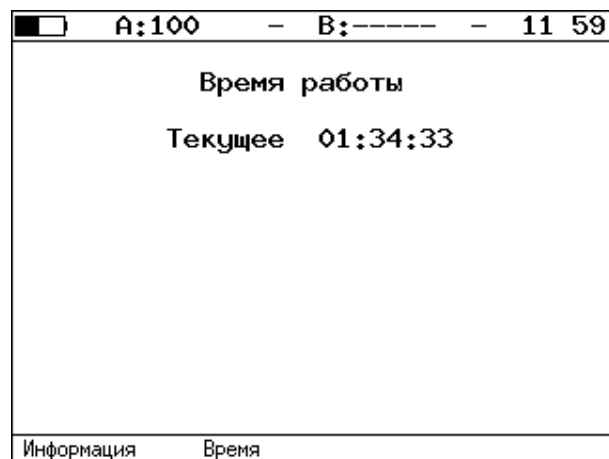 A:100 – B:––––– – 11 59
Время работы
Текущее 01:34:33
Информация Время